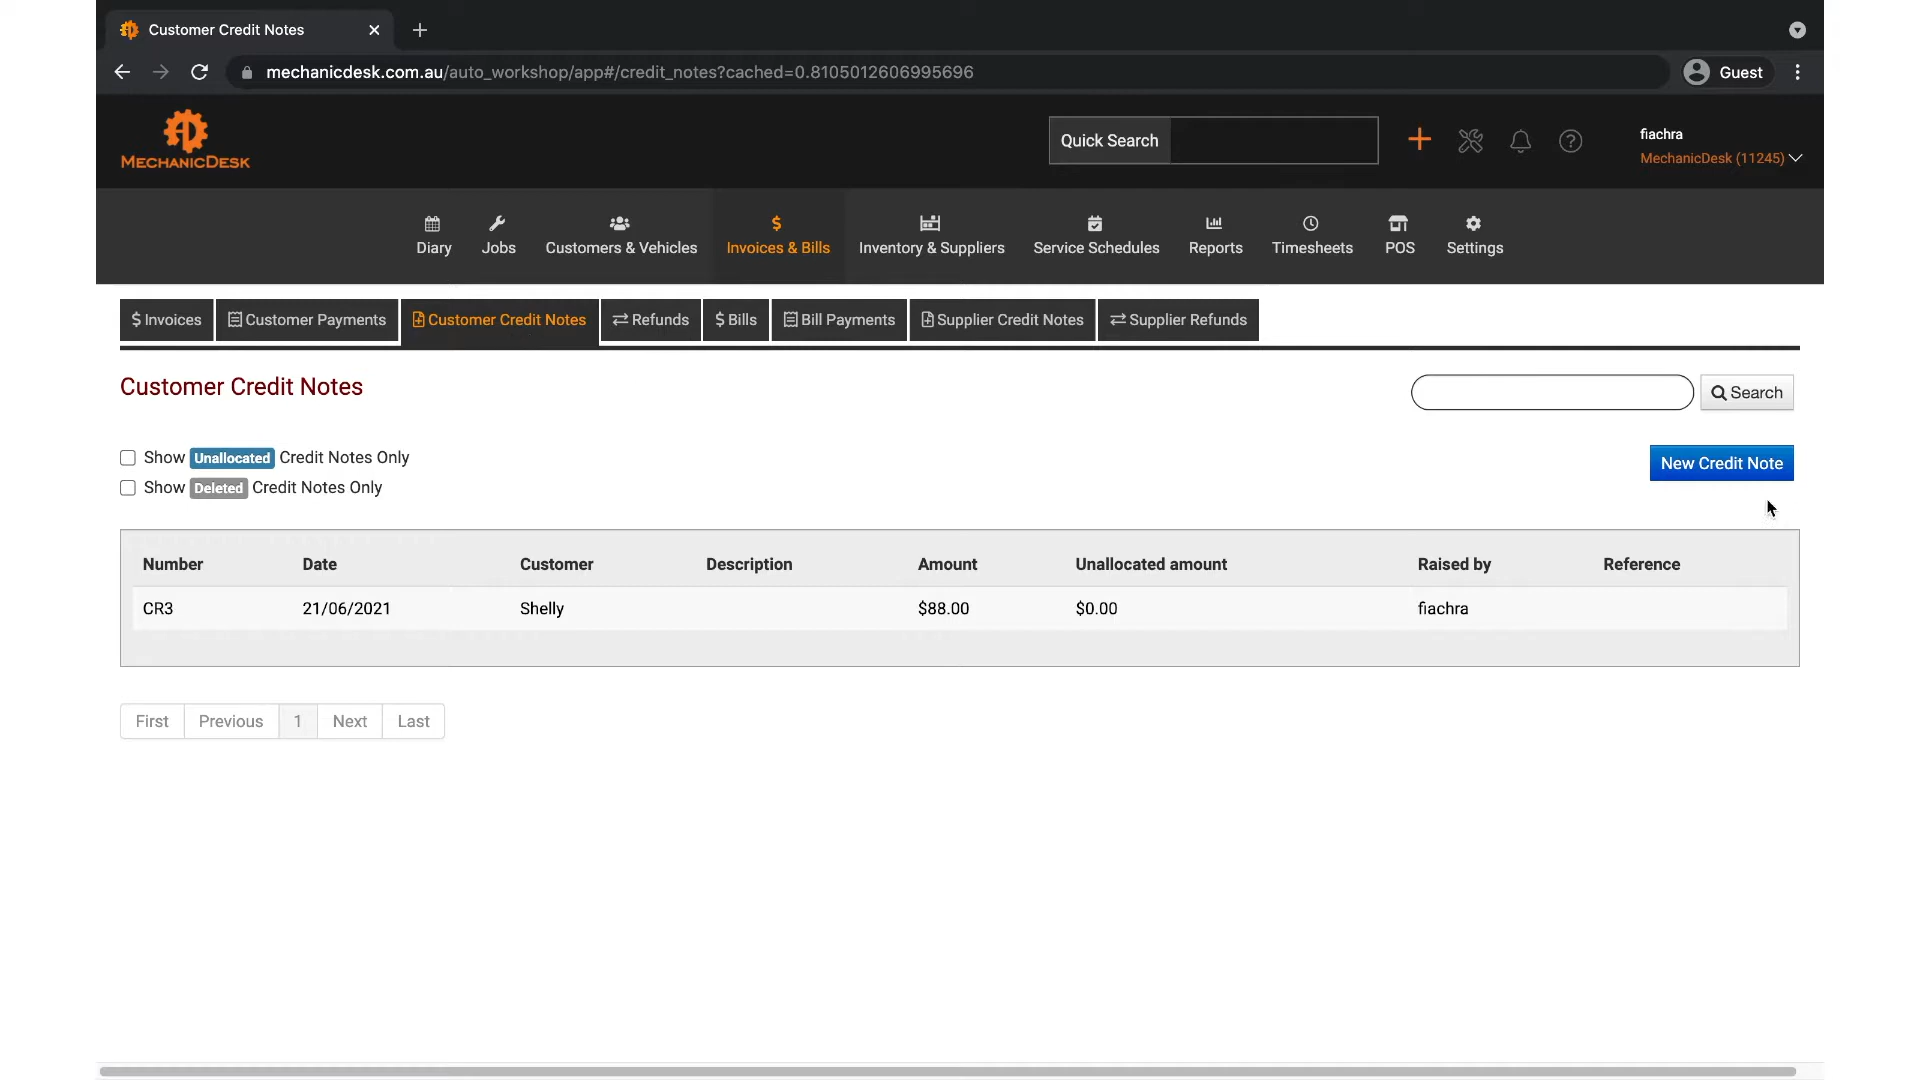 Customer Credit Notes
mechanicdesk.com.au/auto_workshop/app#/credit_notes?cached=0.8105012606995696
Guest
MECHANICDESK
Quick Search
fiachra
MechanicDesk (11245)
Diary
Jobs
Customers & Vehicles
Invoices & Bills
Inventory & Suppliers
Service Schedules
Reports
Timesheets
POS
Settings
$ Invoices
Customer Payments
Customer Credit Notes
Refunds
$ Bills
Bill Payments
Supplier Credit Notes
Supplier Refunds
Customer Credit Notes
Search
Show Unallocated Credit Notes Only
New Credit Note
Show Deleted Credit Notes Only
Number Date Customer Description Amount Unallocated amount Raised by Reference
CR3 21/06/2021 Shelly $88.00 $0.00 fiachra
First Previous 1 Next Last